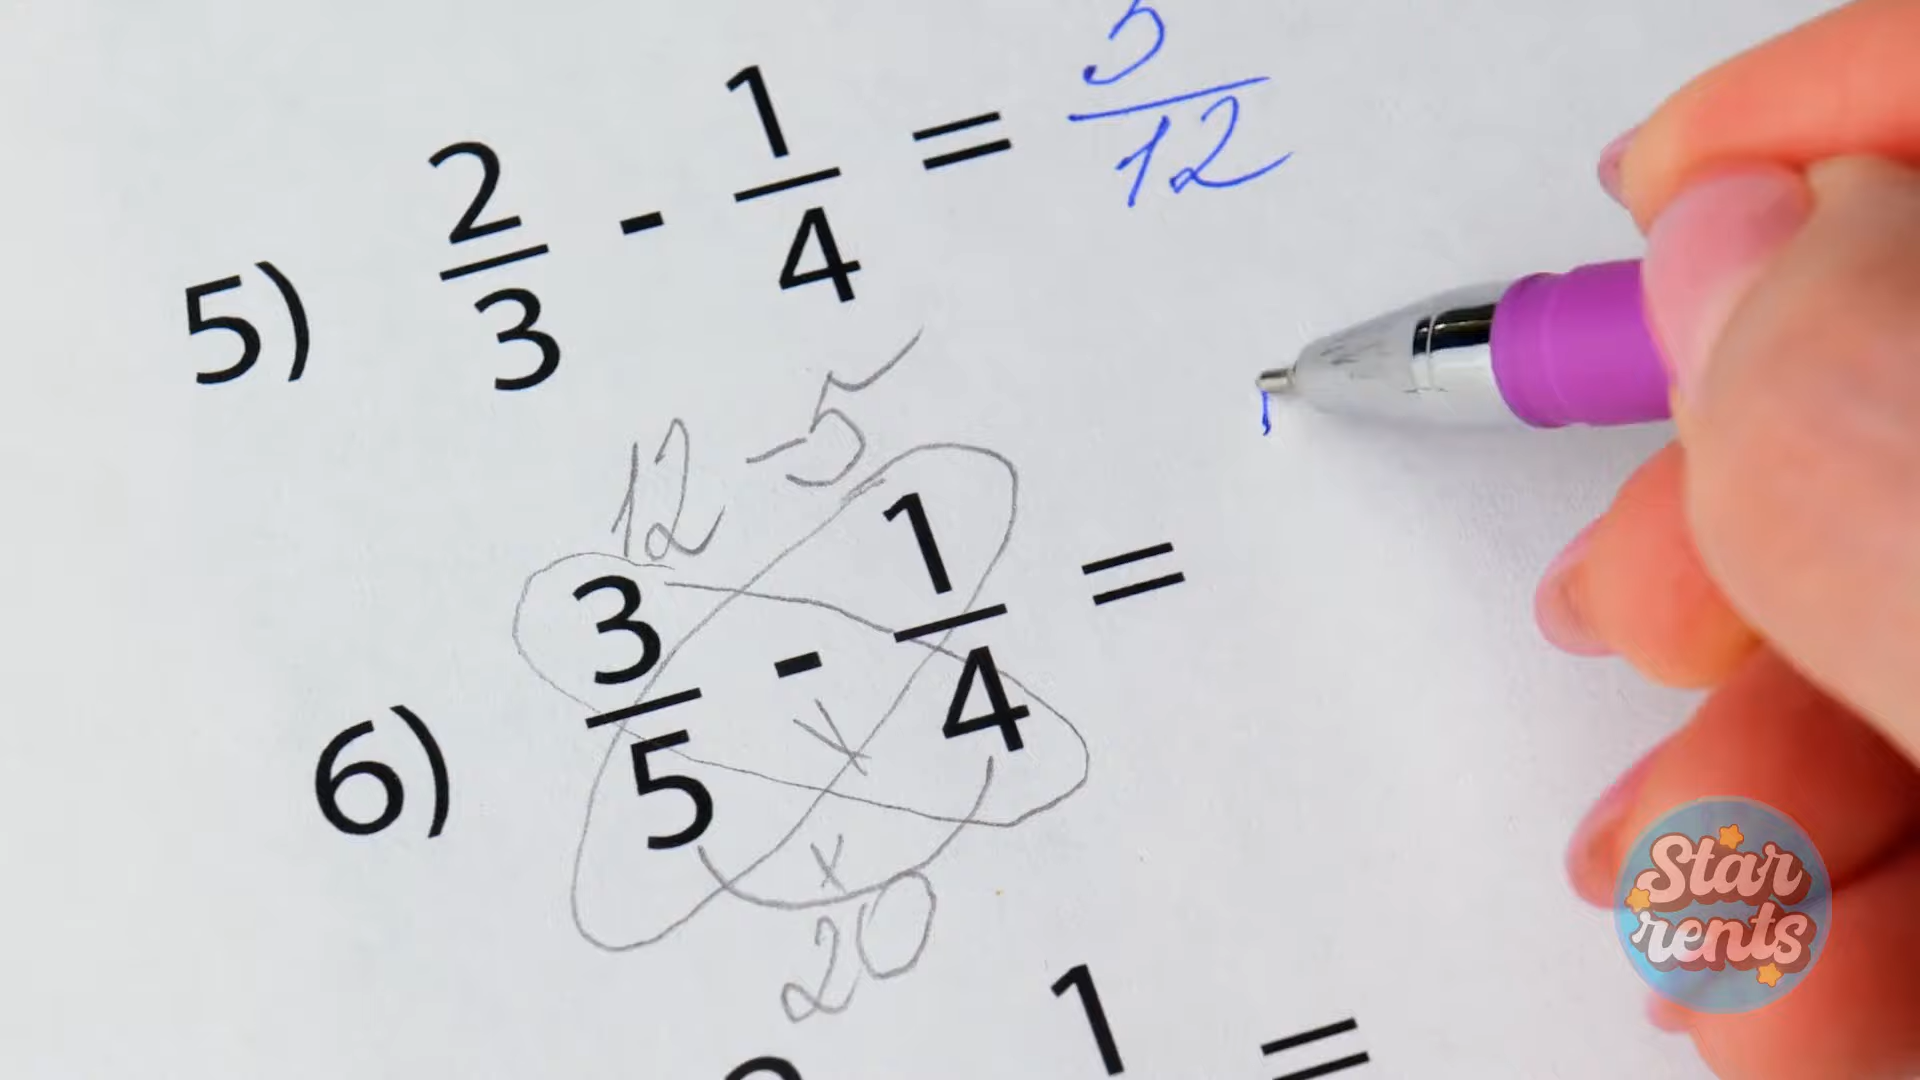 5) 2/3 - 1/4 = 5/12
12 - 5
6) 3/5 - 1/4 =
x
x
20
1 =
Star
rents